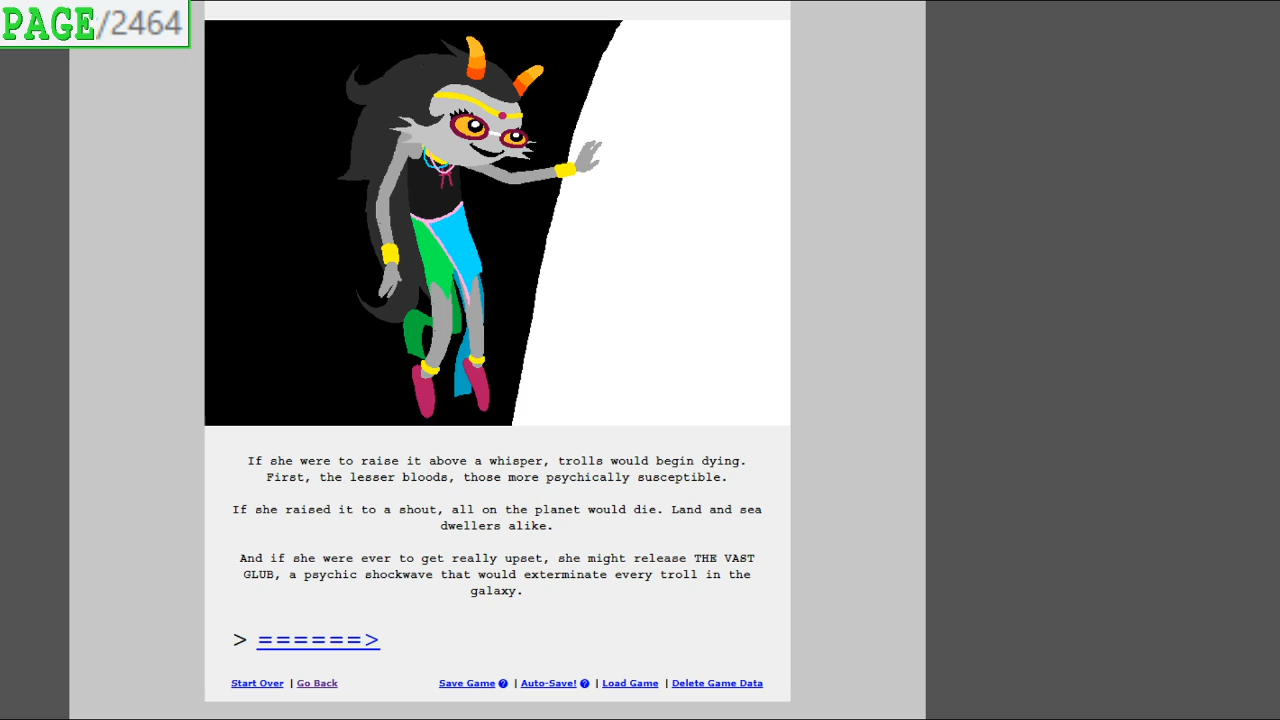 PAGE/2464
If she were to raise it above a whisper, trolls would begin dying.
First, the lesser bloods, those more psychically susceptible.
If she raised it to a shout, all on the planet would die. Land and sea
dwellers alike.
And if she were ever to get really upset, she might release THE VAST
GLUB, a psychic shockwave that would exterminate every troll in the
galaxy.
> ======>
Start Over | Go Back Save Game ? | Auto-Save! ? | Load Game | Delete Game Data